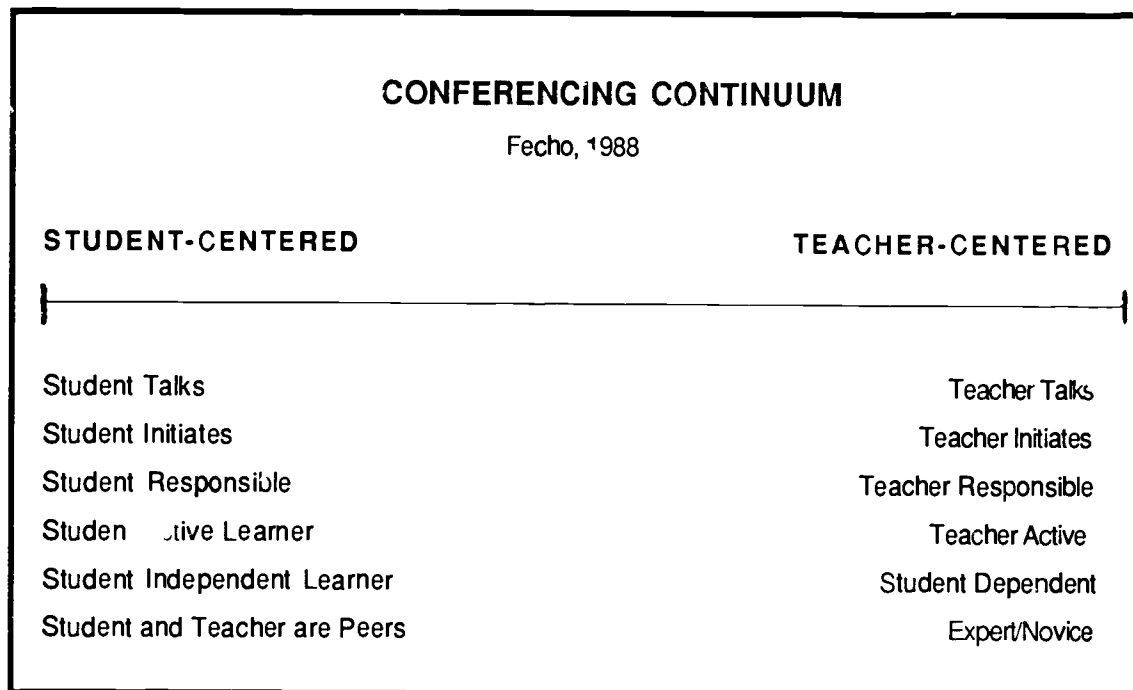 CONFERENCING CONTINUUM
Fecho, 1988
STUDENT-CENTERED TEACHER-CENTERED
Student Talks Teacher Talks
Student Initiates Teacher Initiates
Student Responsible Teacher Responsible
Learner Teacher Active
Student Independent Learner Student Dependent
Student and Teacher are Peers Expert/Novice